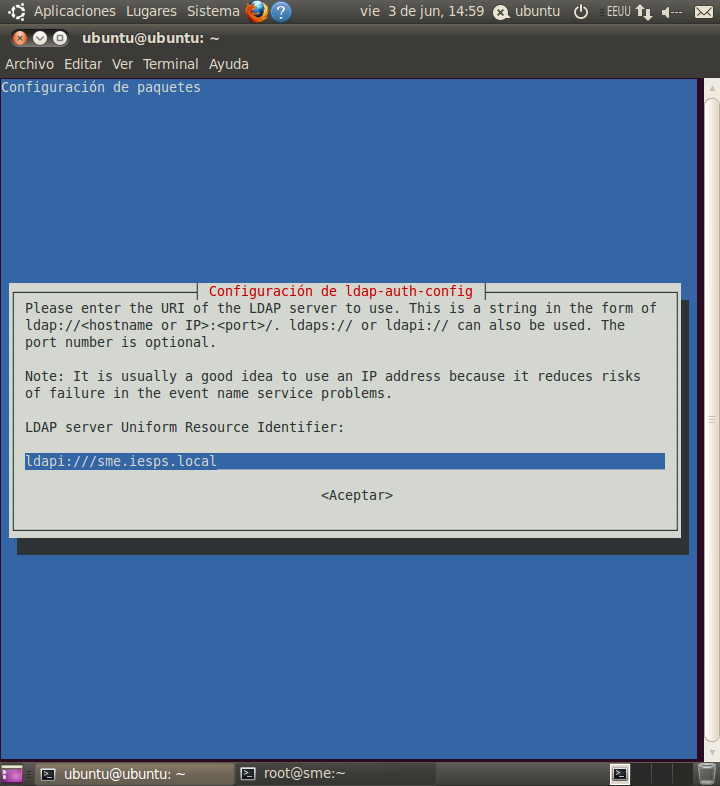 Aplicaciones Lugares Sistema ? vie 3 de jun, 14:59 ubuntu EEUU
ubuntu@ubuntu: ~
Archivo Editar Ver Terminal Ayuda
Configuración de paquetes
Configuración de ldap-auth-config
Please enter the URI of the LDAP server to use. This is a string in the form of
ldap://<hostname or IP>:<port>/. ldaps:// or ldapi:// can also be used. The
port number is optional.
Note: It is usually a good idea to use an IP address because it reduces risks
of failure in the event name service problems.
LDAP server Uniform Resource Identifier:
ldapi:///sme.iesps.local
<Aceptar>
ubuntu@ubuntu: ~ root@sme:~